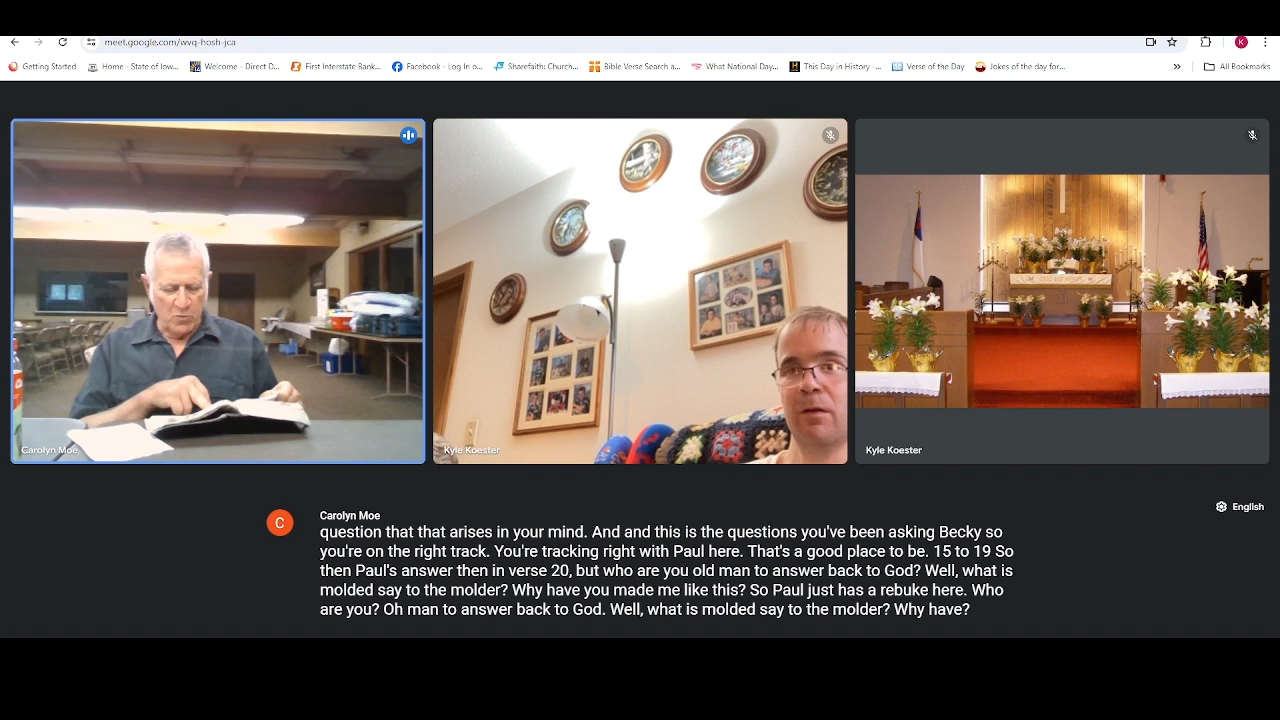 meet.google.com/wvq-hosh-jca
K
Getting Started
Home - State of Iow...
Welcome - Direct D...
First Interstate Bank...
Facebook - Log In o...
Sharefaith: Church...
Bible Verse Search a...
What National Day...
This Day in History -...
Verse of the Day
Jokes of the day for...
»
All Bookmarks
Carolyn Moe
Kyle Koester
Kyle Koester
English
C
Carolyn Moe
question that that arises in your mind. And and this is the questions you've been asking Becky so
you're on the right track. You're tracking right with Paul here. That's a good place to be. 15 to 19 So
then Paul's answer then in verse 20, but who are you old man to answer back to God? Well, what is
molded say to the molder? Why have you made me like this? So Paul just has a rebuke here. Who
are you? Oh man to answer back to God. Well, what is molded say to the molder? Why have?